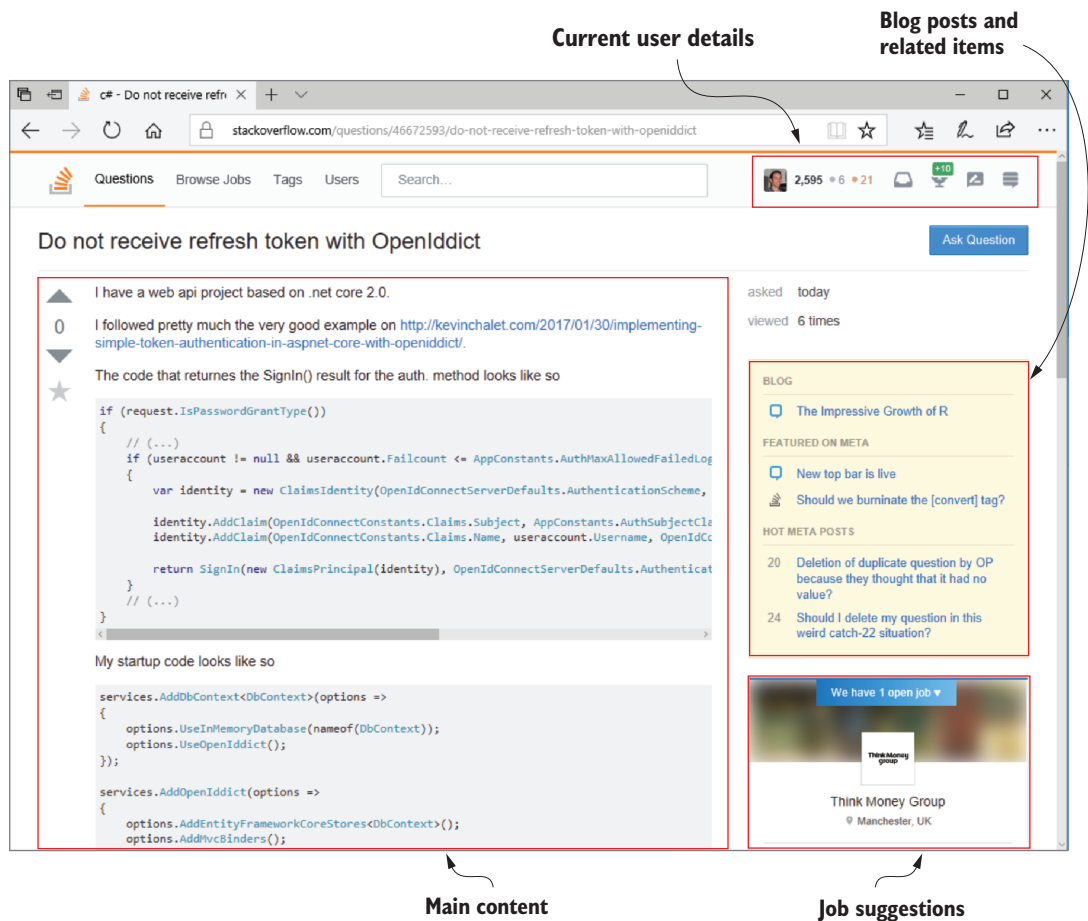 Current user details
Blog posts and
related items
c# - Do not receive refr
stackoverflow.com/questions/46672593/do-not-receive-refresh-token-with-openiddict
Questions Browse Jobs Tags Users Search...
2,595 6 21 +10
Do not receive refresh token with OpenIddict
Ask Question
I have a web api project based on .net core 2.0.
0
I followed pretty much the very good example on http://kevinchalet.com/2017/01/30/implementing-
simple-token-authentication-in-aspnet-core-with-openiddict/.
The code that returnes the SignIn() result for the auth. method looks like so
if (request.IsPasswordGrantType())
{
// (...)
if (useraccount != null && useraccount.Failcount <= AppConstants.AuthMaxAllowedFailedLog
{
var identity = new ClaimsIdentity(OpenIdConnectServerDefaults.AuthenticationScheme,
identity.AddClaim(OpenIdConnectConstants.Claims.Subject, AppConstants.AuthSubjectCla
identity.AddClaim(OpenIdConnectConstants.Claims.Name, useraccount.Username, OpenIdCo
return SignIn(new ClaimsPrincipal(identity), OpenIdConnectServerDefaults.Authenticat
}
// (...)
}
My startup code looks like so
services.AddDbContext<DbContext>(options =>
{
options.UseInMemoryDatabase(nameof(DbContext));
options.UseOpenIddict();
});
services.AddOpenIddict(options =>
{
options.AddEntityFrameworkCoreStores<DbContext>();
options.AddMvcBinders();
asked today
viewed 6 times
BLOG
The Impressive Growth of R
FEATURED ON META
New top bar is live
Should we burninate the [convert] tag?
HOT META POSTS
20 Deletion of duplicate question by OP
because they thought that it had no
value?
24 Should I delete my question in this
weird catch-22 situation?
We have 1 open job
ThinkMoney
group
Think Money Group
Manchester, UK
Main content
Job suggestions